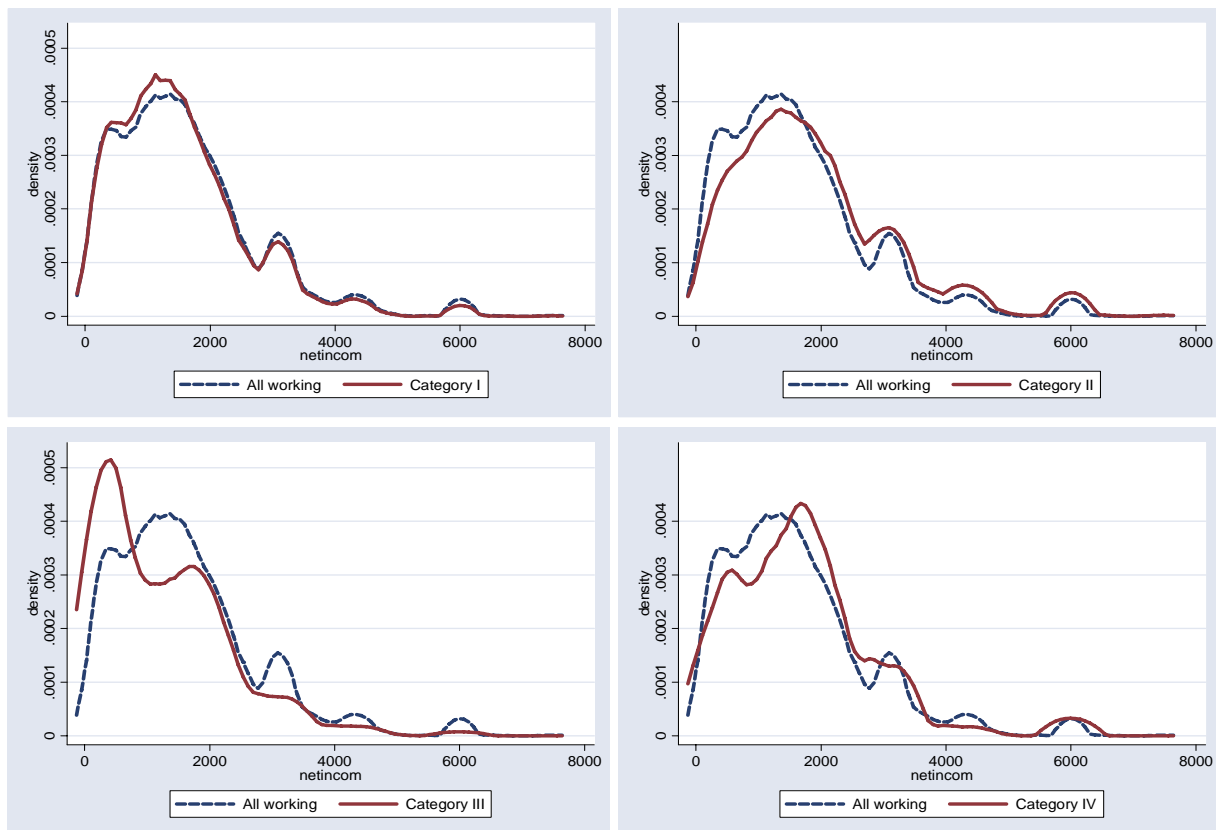 .0005
.0004
.0003
.0002
.0001
0
density
0 2000 4000 6000 8000
netincom
All working Category I
.0004
.0003
.0002
.0001
0
density
0 2000 4000 6000 8000
netincom
All working Category II
.0005
.0004
.0003
.0002
.0001
0
density
0 2000 4000 6000 8000
netincom
All working Category III
.0004
.0003
.0002
.0001
0
density
0 2000 4000 6000 8000
netincom
All working Category IV